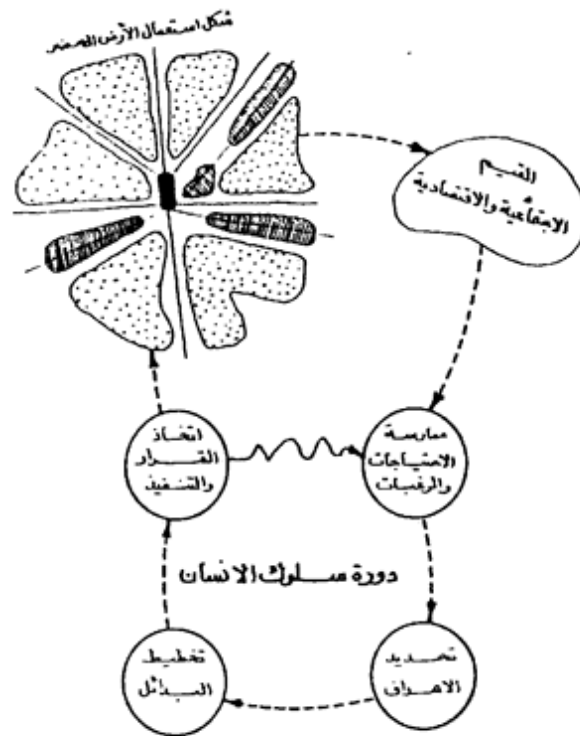 شكل استعمال الأرض الحضر
القيم
الاجتماعية والاقتصادية
ممارسة
الاحتياجات
والرغبات
اتخاذ
القرار
والتنفيذ
دورة سلوك الانسان
تحديد
الاهداف
تخطيط
البدائل